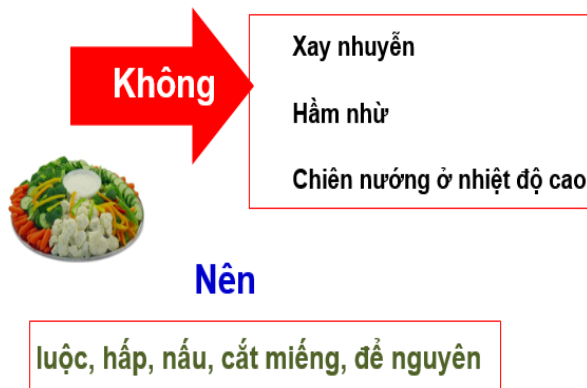 Không
Xay nhuyễn
Hầm nhừ
Chiên nướng ở nhiệt độ cao
Nên
luộc, hấp, nấu, cắt miếng, để nguyên